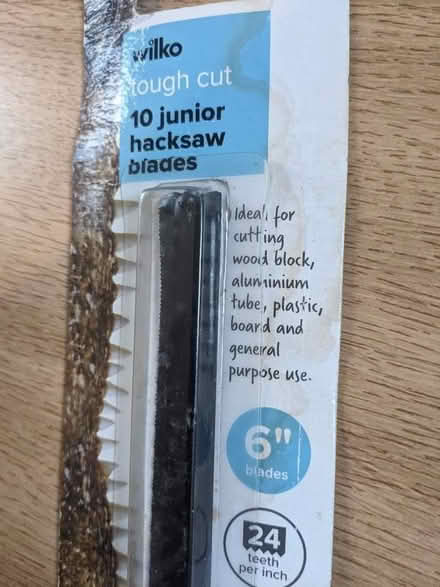 wilko
tough cut
10 junior
hacksaw
blades
Ideal for
cutting
wood block,
aluminium
tube, plastic,
board and
general
purpose use.
6"
blades
24
teeth
per inch